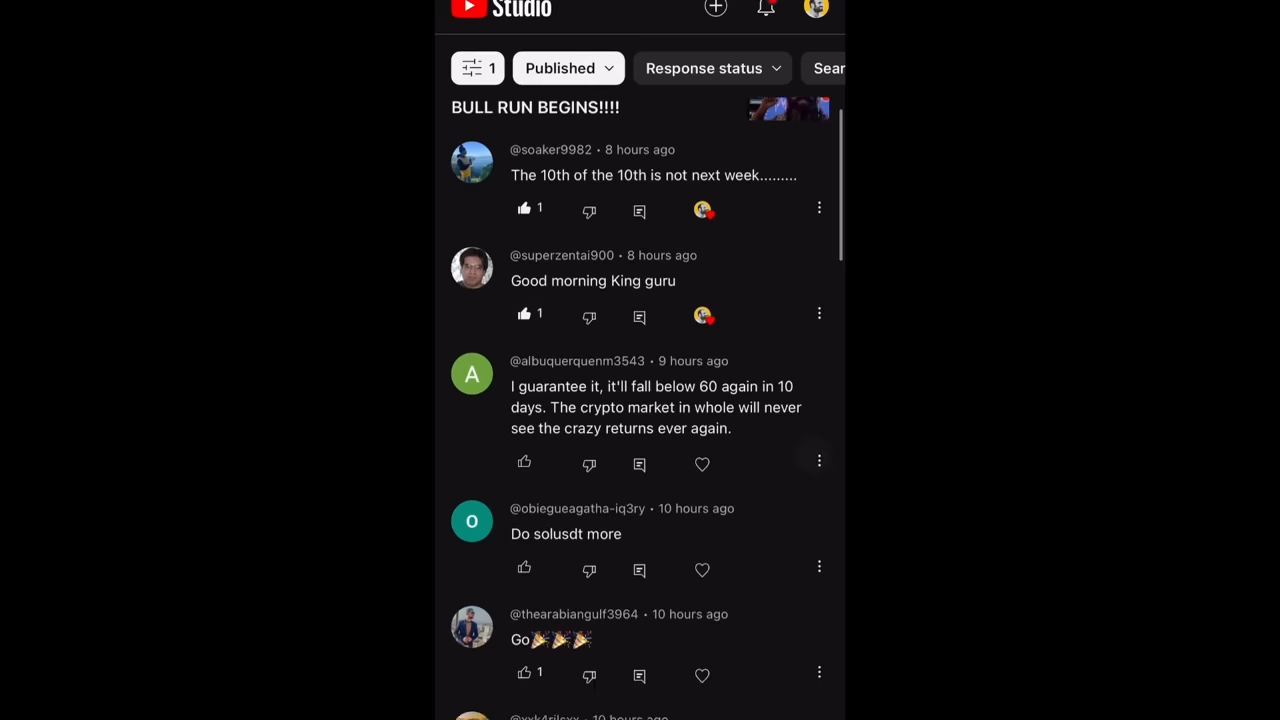 Studio
1
Published
Response status
Sear
BULL RUN BEGINS!!!!
@soaker9982 • 8 hours ago
The 10th of the 10th is not next week.........
1
@superzentai900 • 8 hours ago
Good morning King guru
1
A
@albuquerquenm3543 • 9 hours ago
I guarantee it, it'll fall below 60 again in 10
days. The crypto market in whole will never
see the crazy returns ever again.
O
@obiegueagatha-iq3ry • 10 hours ago
Do solusdt more
@thearabiangulf3964 • 10 hours ago
Go🎉🎉🎉
1
10 hours ago